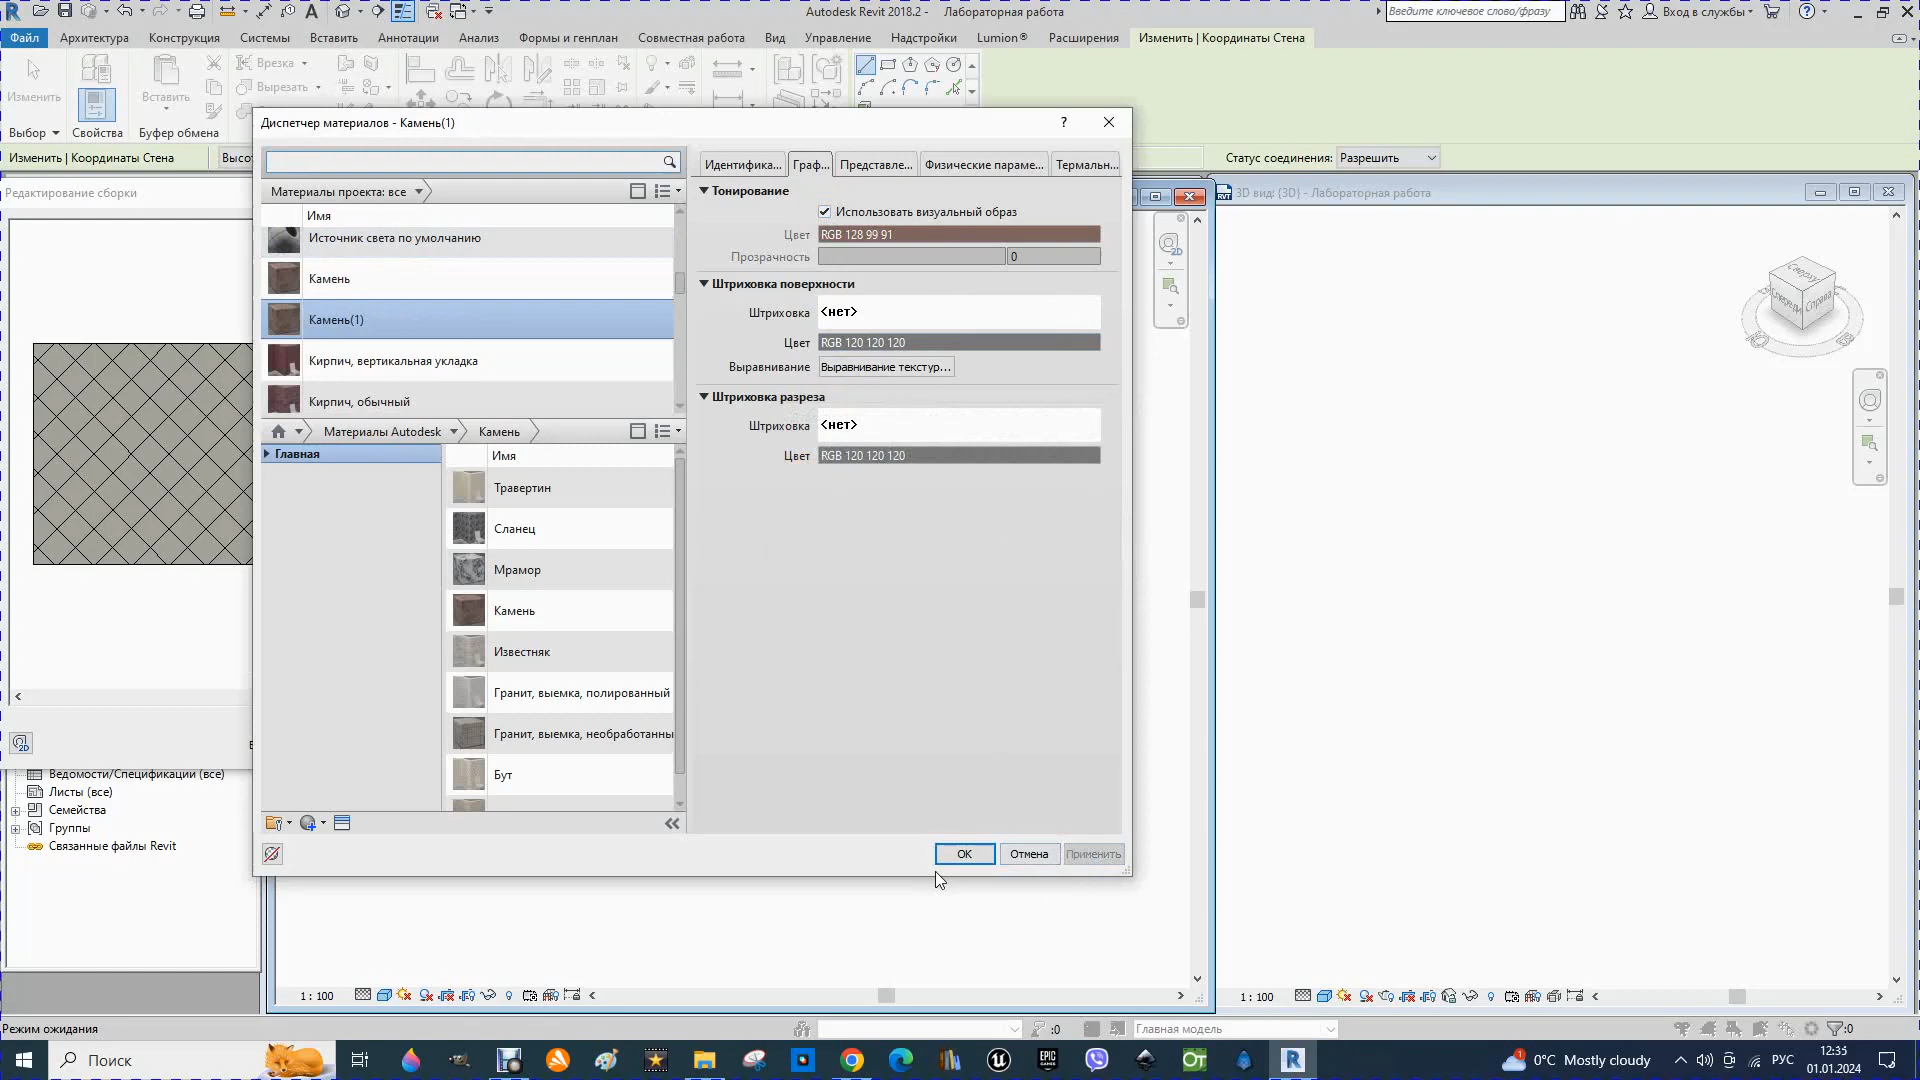 Autodesk Revit 2018.2 - Лабораторная работа
Введите ключевое слово/фразу
Вход в службы
Файл Архитектура Конструкция Системы Вставить Аннотации Анализ Формы и генплан Совместная работа Вид Управление Надстройки Lumion® Расширения Изменить | Координаты Стена
Врезка
Вырезать
Изменить
Вставить
Выбор Свойства Буфер обмена
Изменить | Координаты Стена
Статус соединения: Разрешить
Редактирование сборки
3D вид: {3D} - Лабораторная работа
Диспетчер материалов - Камень(1)
Материалы проекта: все
Имя
Источник света по умолчанию
Камень
Камень(1)
Кирпич, вертикальная укладка
Кирпич, обычный
Материалы Autodesk Камень
Главная
Имя
Травертин
Сланец
Мрамор
Камень
Известняк
Гранит, выемка, полированный
Гранит, выемка, необработанны
Бут
Идентифика... Граф... Представле... Физические параме... Термальн...
Тонирование
Использовать визуальный образ
Цвет RGB 128 99 91
Прозрачность 0
Штриховка поверхности
Штриховка <нет>
Цвет RGB 120 120 120
Выравнивание Выравнивание текстур...
Штриховка разреза
Штриховка <нет>
Цвет RGB 120 120 120
OK Отмена Применить
Ведомости/Спецификации (все)
Листы (все)
Семейства
Группы
Связанные файлы Revit
Сверху
Спереди Справа
1 : 100
1 : 100
Режим ожидания
:0
Главная модель
:0
Поиск
0°C Mostly cloudy
РУС
12:35
01.01.2024